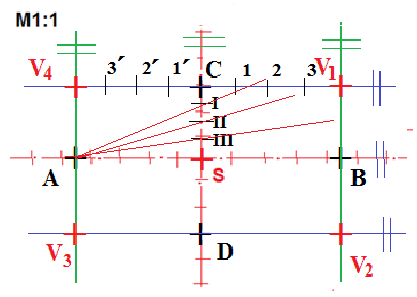 M1:1
V4 3´ 2´ 1´ C 1 2 3 V1
I
II
III
A S B
V3 D V2